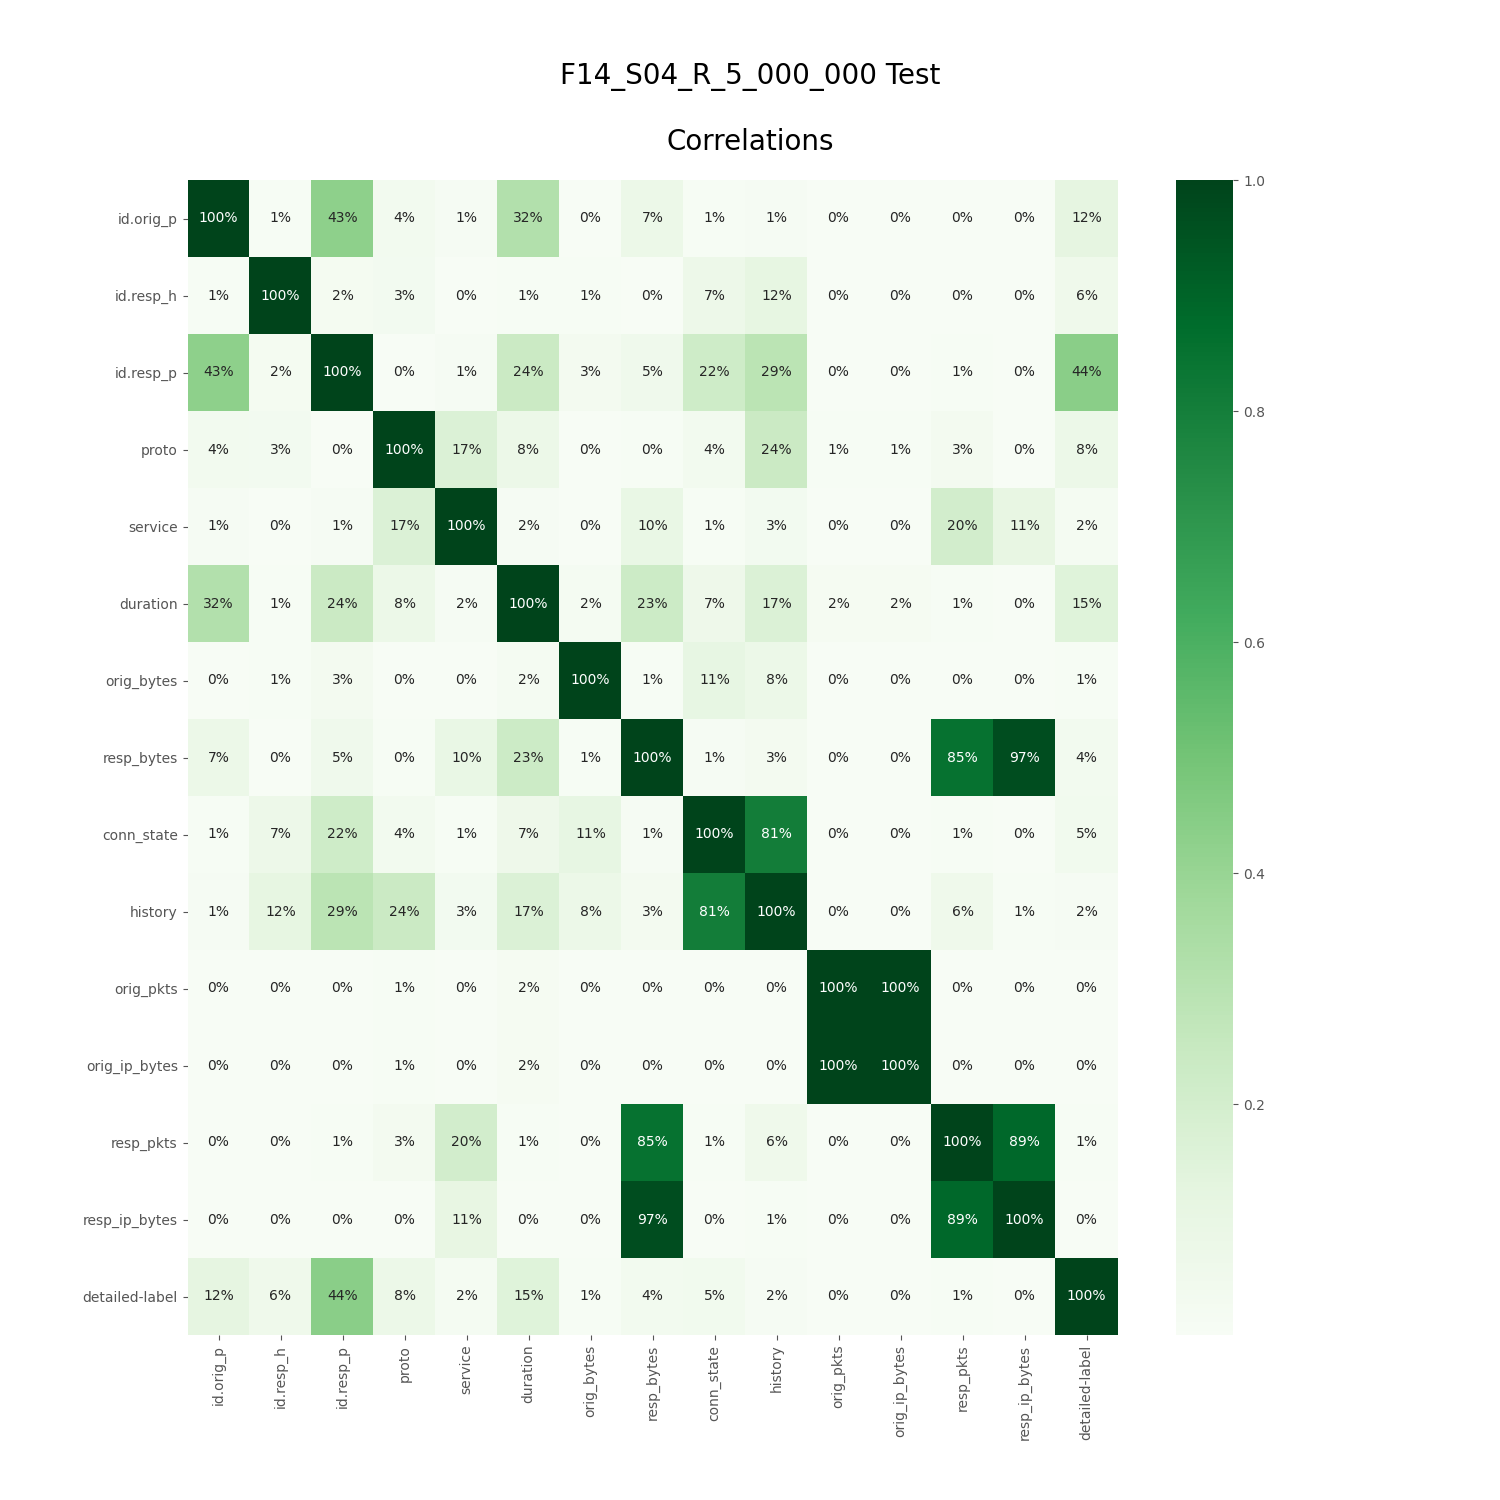 F14_S04_R_5_000_000 Test
Correlations
id.orig_p 100% 1% 43% 4% 1% 32% 0% 7% 1% 1% 0% 0% 0% 0% 12%
id.resp_h 1% 100% 2% 3% 0% 1% 1% 0% 7% 12% 0% 0% 0% 0% 6%
id.resp_p 43% 2% 100% 0% 1% 24% 3% 5% 22% 29% 0% 0% 1% 0% 44%
proto 4% 3% 0% 100% 17% 8% 0% 0% 4% 24% 1% 1% 3% 0% 8%
service 1% 0% 1% 17% 100% 2% 0% 10% 1% 3% 0% 0% 20% 11% 2%
duration 32% 1% 24% 8% 2% 100% 2% 23% 7% 17% 2% 2% 1% 0% 15%
orig_bytes 0% 1% 3% 0% 0% 2% 100% 1% 11% 8% 0% 0% 0% 0% 1%
resp_bytes 7% 0% 5% 0% 10% 23% 1% 100% 1% 3% 0% 0% 85% 97% 4%
conn_state 1% 7% 22% 4% 1% 7% 11% 1% 100% 81% 0% 0% 1% 0% 5%
history 1% 12% 29% 24% 3% 17% 8% 3% 81% 100% 0% 0% 6% 1% 2%
orig_pkts 0% 0% 0% 1% 0% 2% 0% 0% 0% 0% 100% 100% 0% 0% 0%
orig_ip_bytes 0% 0% 0% 1% 0% 2% 0% 0% 0% 0% 100% 100% 0% 0% 0%
resp_pkts 0% 0% 1% 3% 20% 1% 0% 85% 1% 6% 0% 0% 100% 89% 1%
resp_ip_bytes 0% 0% 0% 0% 11% 0% 0% 97% 0% 1% 0% 0% 89% 100% 0%
detailed-label 12% 6% 44% 8% 2% 15% 1% 4% 5% 2% 0% 0% 1% 0% 100%
id.orig_p
id.resp_h
id.resp_p
proto
service
duration
orig_bytes
resp_bytes
conn_state
history
orig_pkts
orig_ip_bytes
resp_pkts
resp_ip_bytes
detailed-label
1.0
0.8
0.6
0.4
0.2